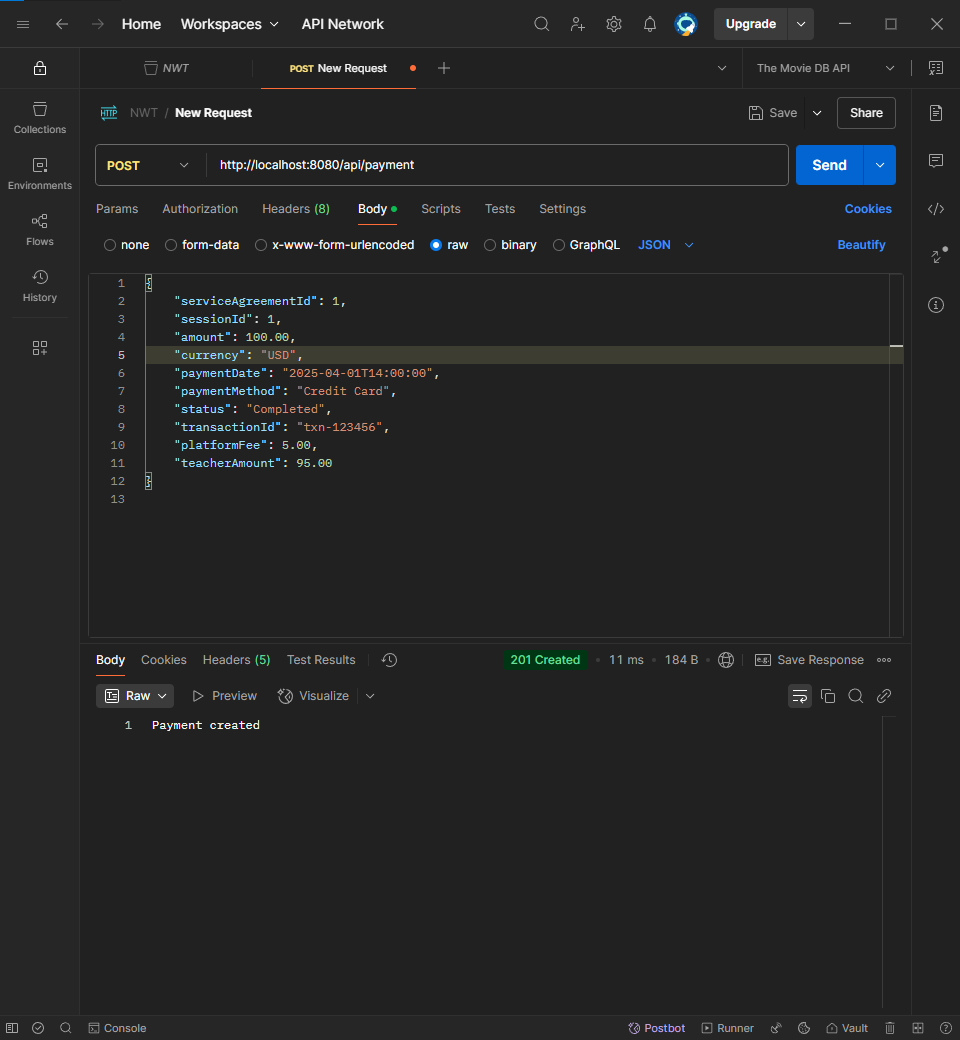 Home Workspaces API Network Upgrade
NWT POST New Request The Movie DB API
HTTP NWT / New Request Save Share
POST http://localhost:8080/api/payment Send
Params Authorization Headers (8) Body Scripts Tests Settings Cookies
none form-data x-www-form-urlencoded raw binary GraphQL JSON Beautify
Collections
Environments
Flows
History
1 {
2 "serviceAgreementId": 1,
3 "sessionId": 1,
4 "amount": 100.00,
5 "currency": "USD",
6 "paymentDate": "2025-04-01T14:00:00",
7 "paymentMethod": "Credit Card",
8 "status": "Completed",
9 "transactionId": "txn-123456",
10 "platformFee": 5.00,
11 "teacherAmount": 95.00
12 }
13
Body Cookies Headers (5) Test Results 201 Created 11 ms 184 B e.g. Save Response
Raw Preview Visualize
1 Payment created
Console Postbot Runner Vault